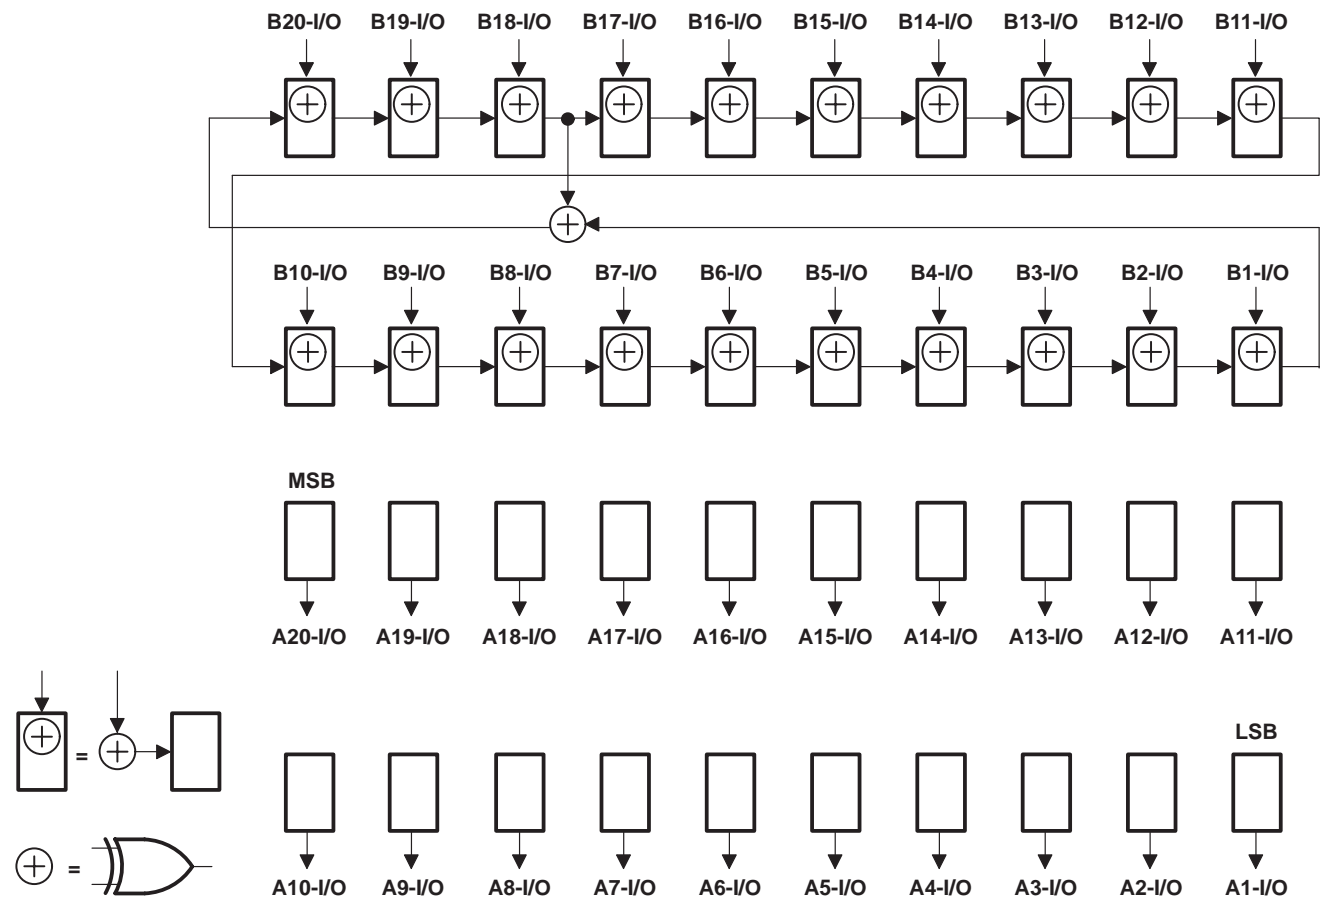 B20-I/O B19-I/O B18-I/O B17-I/O B16-I/O B15-I/O B14-I/O B13-I/O B12-I/O B11-I/O
B10-I/O B9-I/O B8-I/O B7-I/O B6-I/O B5-I/O B4-I/O B3-I/O B2-I/O B1-I/O
MSB
A20-I/O A19-I/O A18-I/O A17-I/O A16-I/O A15-I/O A14-I/O A13-I/O A12-I/O A11-I/O
LSB
=
=
A10-I/O A9-I/O A8-I/O A7-I/O A6-I/O A5-I/O A4-I/O A3-I/O A2-I/O A1-I/O